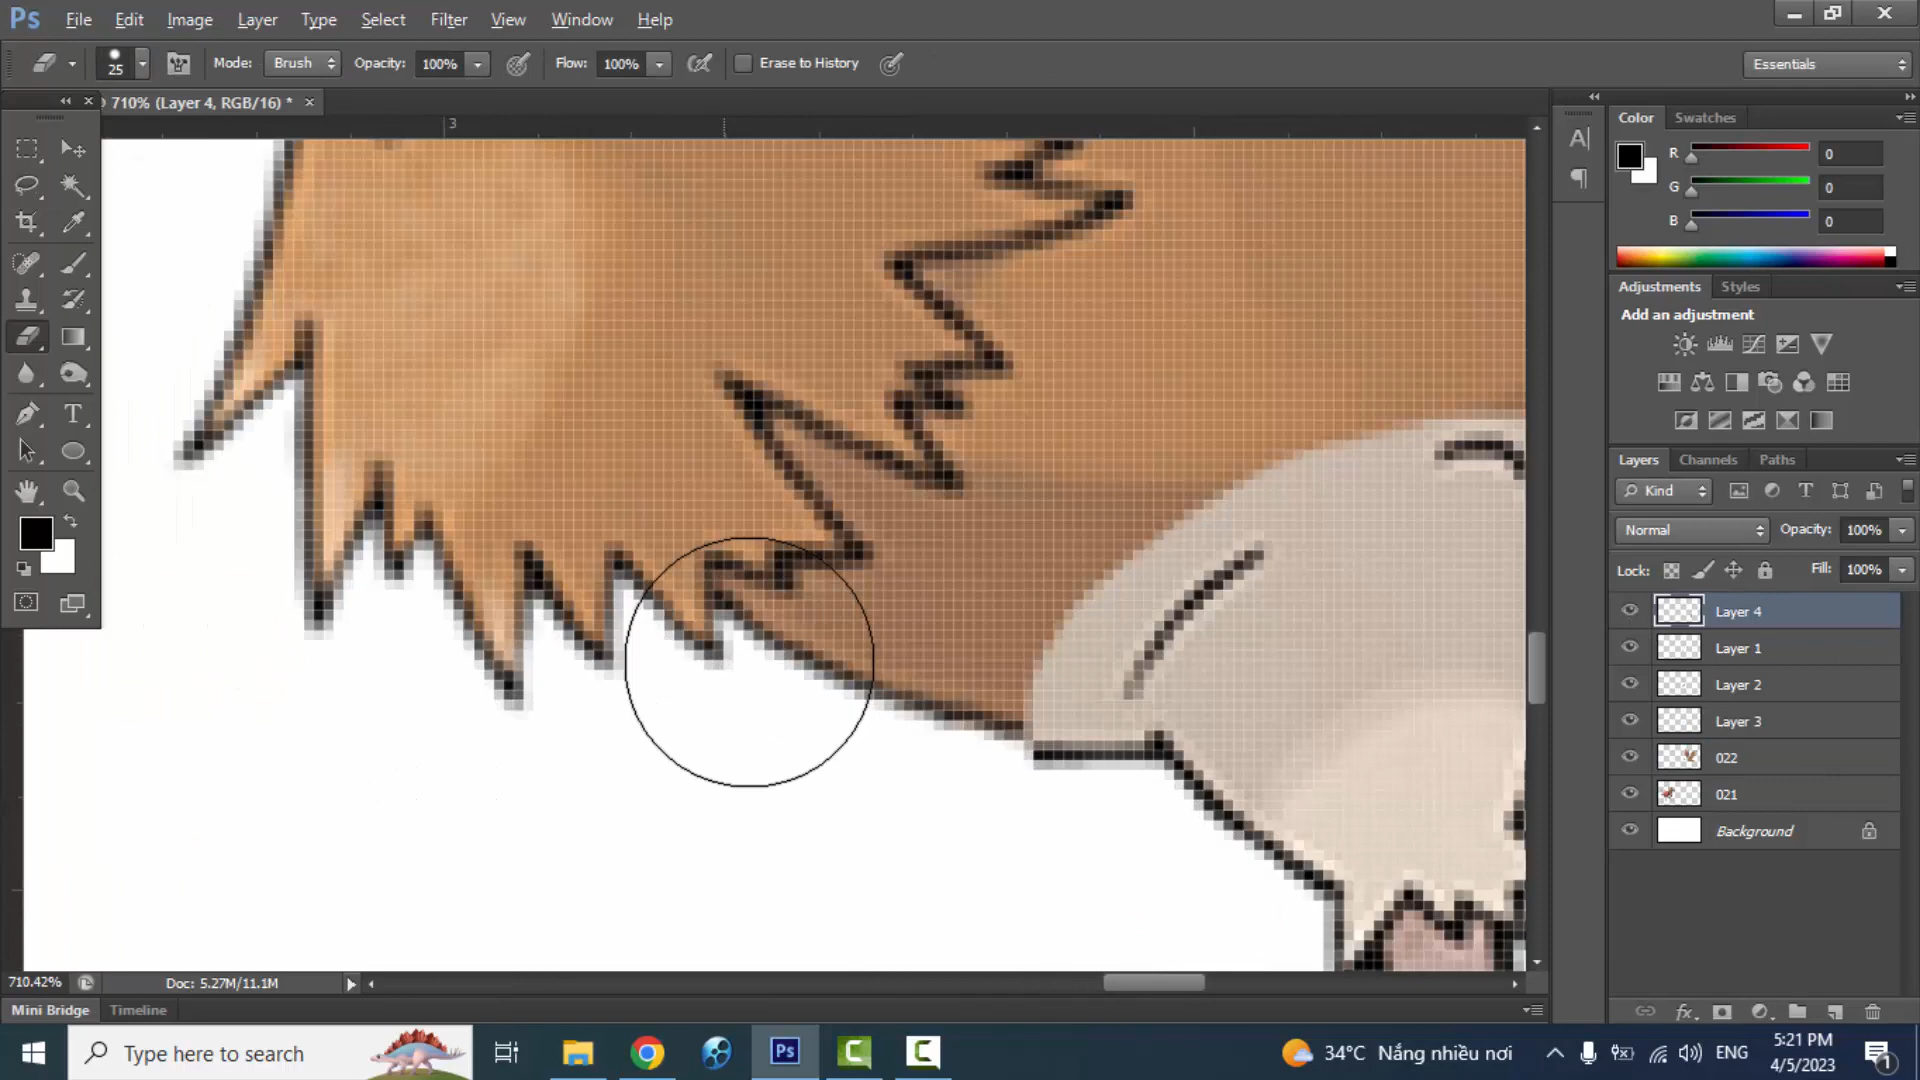 Ps File Edit Image Layer Type Select Filter View Window Help
25 Mode: Brush Opacity: 100% Flow: 100% Erase to History Essentials
710% (Layer 4, RGB/16) * ×
3
Color Swatches
R 0
G 0
B 0
Adjustments Styles
Add an adjustment
Layers Channels Paths
Kind
Normal Opacity: 100%
Lock: Fill: 100%
Layer 4
Layer 1
Layer 2
Layer 3
022
021
Background
710.42% Doc: 5.27M/11.1M
Mini Bridge Timeline
Type here to search
Ps
34°C Nắng nhiều nơi
ENG
5:21 PM
4/5/2023
1